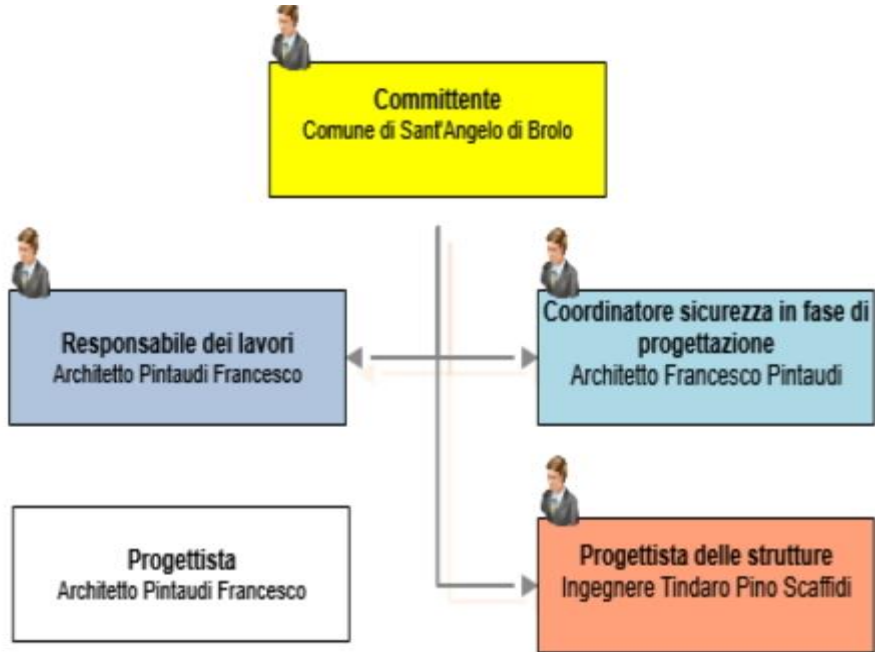 Committente
Comune di Sant'Angelo di Brolo
Responsabile dei lavori
Architetto Pintaudi Francesco
Coordinatore sicurezza in fase di
progettazione
Architetto Francesco Pintaudi
Progettista
Architetto Pintaudi Francesco
Progettista delle strutture
Ingegnere Tindaro Pino Scaffidi